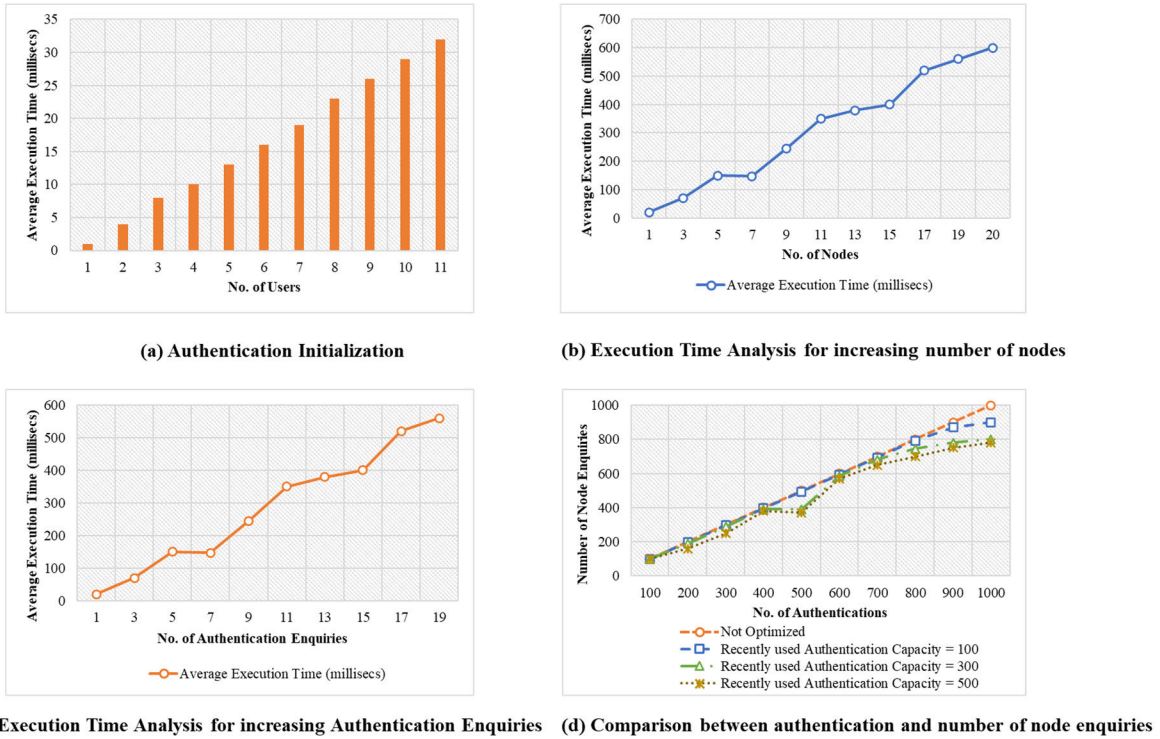 35
30
25
20
15
10
5
0
Average Execution Time (millisecs)
1 2 3 4 5 6 7 8 9 10 11
No. of Users
(a) Authentication Initialization
700
600
500
400
300
200
100
0
Average Execution Time (millisecs)
1 3 5 7 9 11 13 15 17 19 20
No. of Nodes
Average Execution Time (millisecs)
(b) Execution Time Analysis for increasing number of nodes
600
500
400
300
200
100
0
Average Execution Time (millisecs)
1 3 5 7 9 11 13 15 17 19
No. of Authentication Enquiries
Average Execution Time (millisecs)
Execution Time Analysis for increasing Authentication Enquiries
1000
800
600
400
200
0
Number of Node Enquiries
100 200 300 400 500 600 700 800 900 1000
No. of Authentications
Not Optimized
Recently used Authentication Capacity = 100
Recently used Authentication Capacity = 300
Recently used Authentication Capacity = 500
(d) Comparison between authentication and number of node enquiries